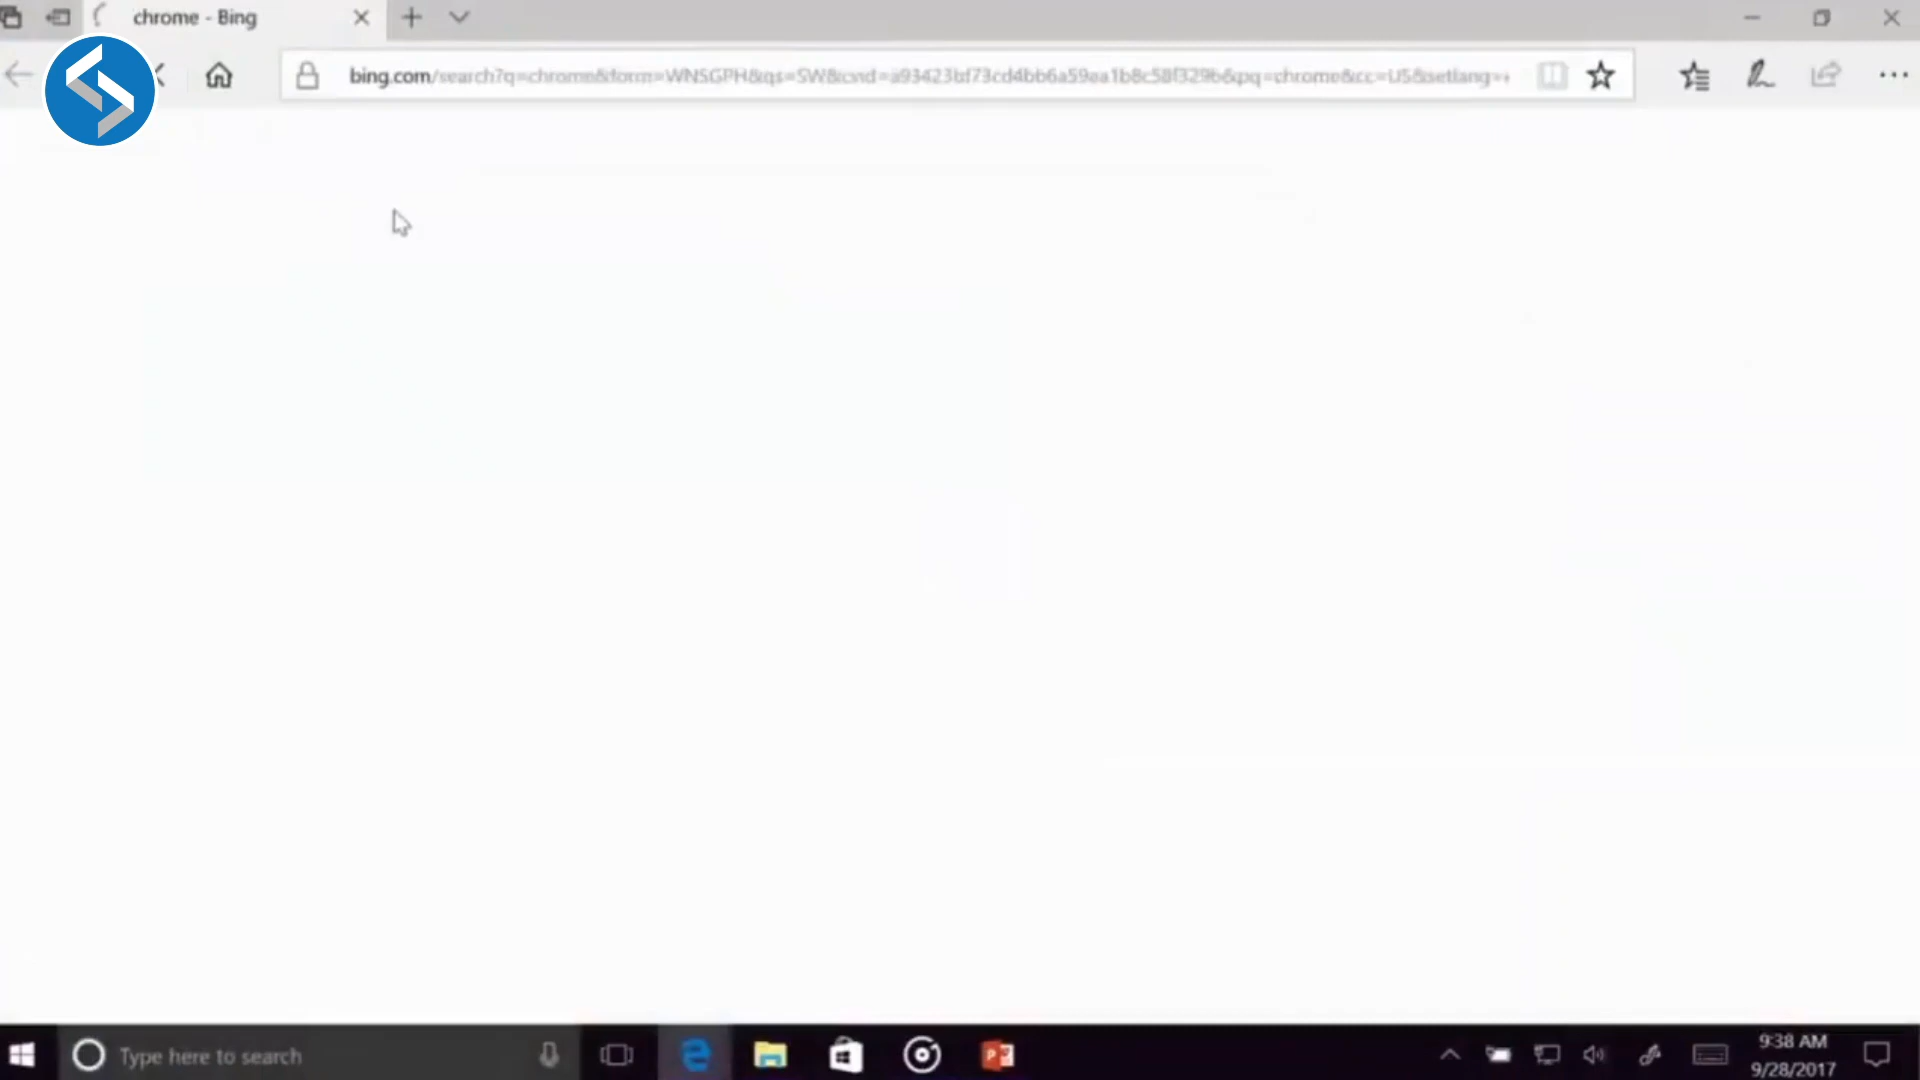 chrome - Bing
bing.com/search?q=chrome&form=WNSGPH&qs=SW&cvid=a93423bf73cd4bb6a59ea1b8c58f329b&pq=chrome&cc=US&setlang=
Type here to search
9:38 AM
9/28/2017